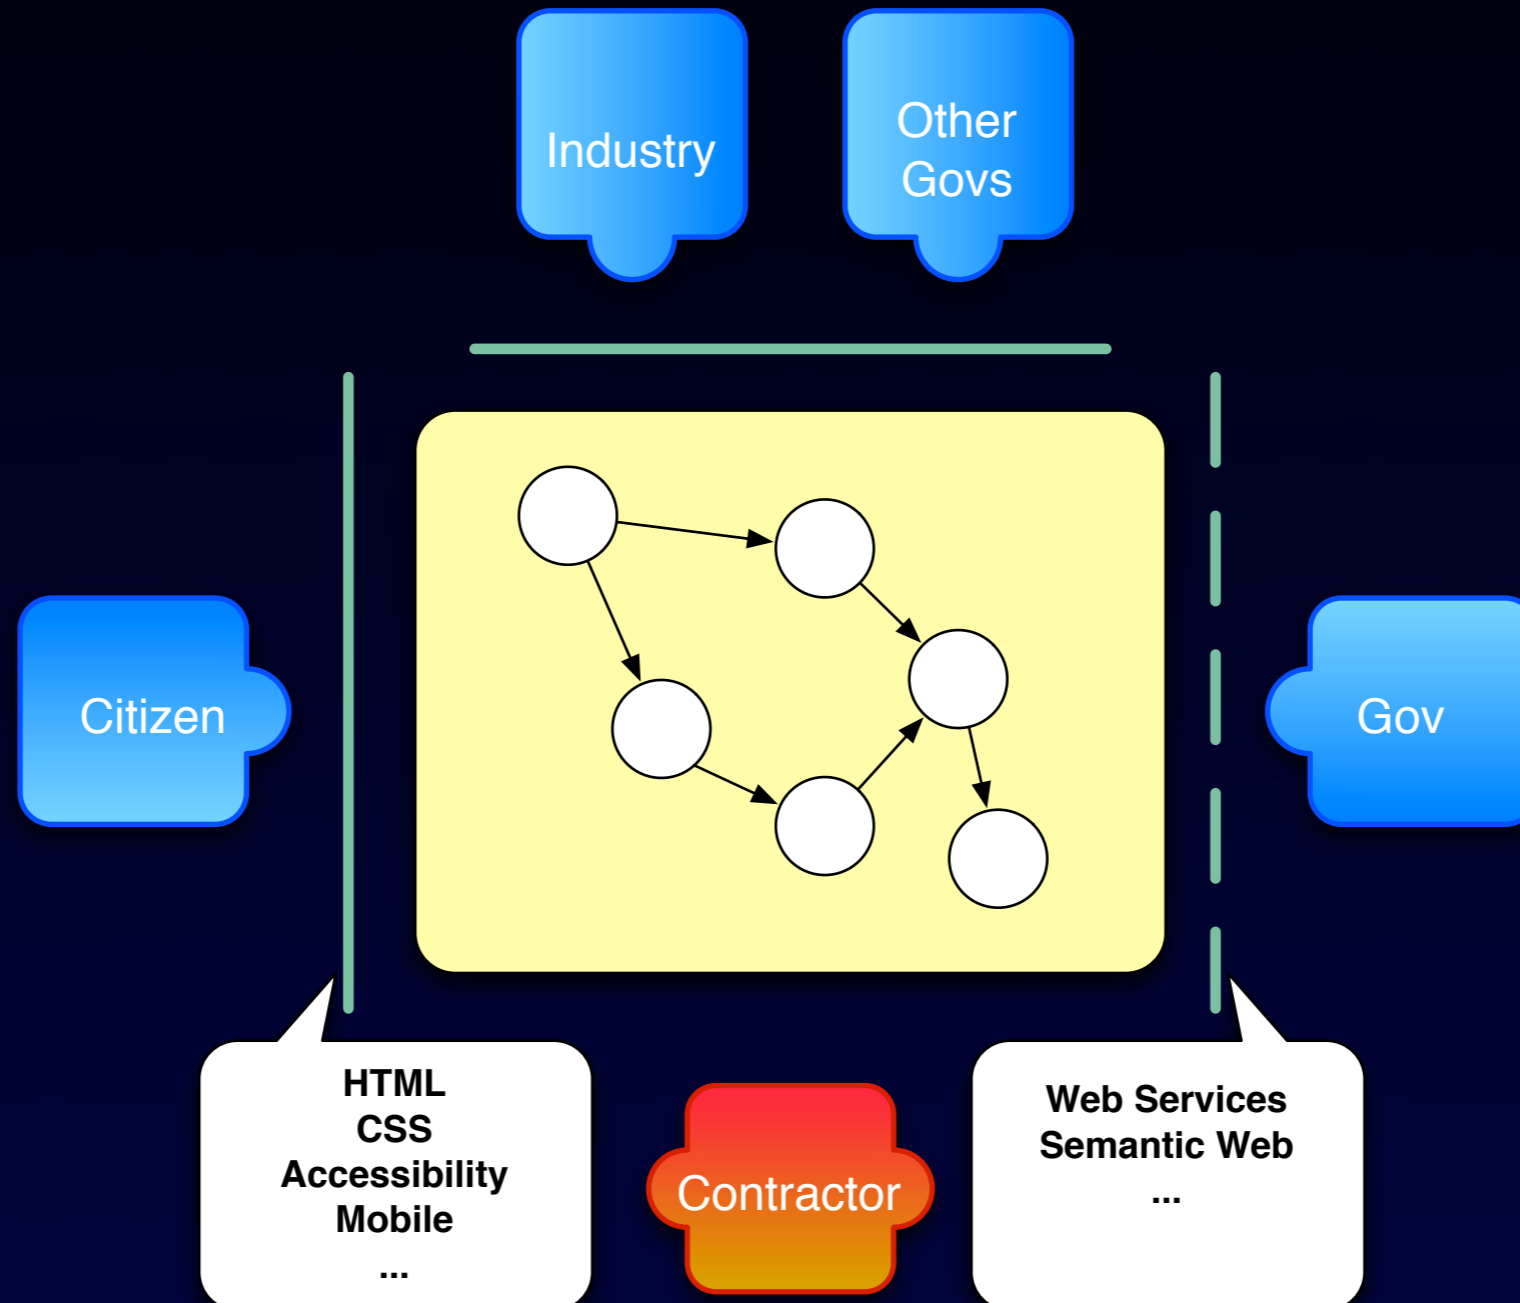 Industry
Other
Govs
Citizen
Gov
HTML
CSS
Accessibility
Mobile
...
Contractor
Web Services
Semantic Web
...